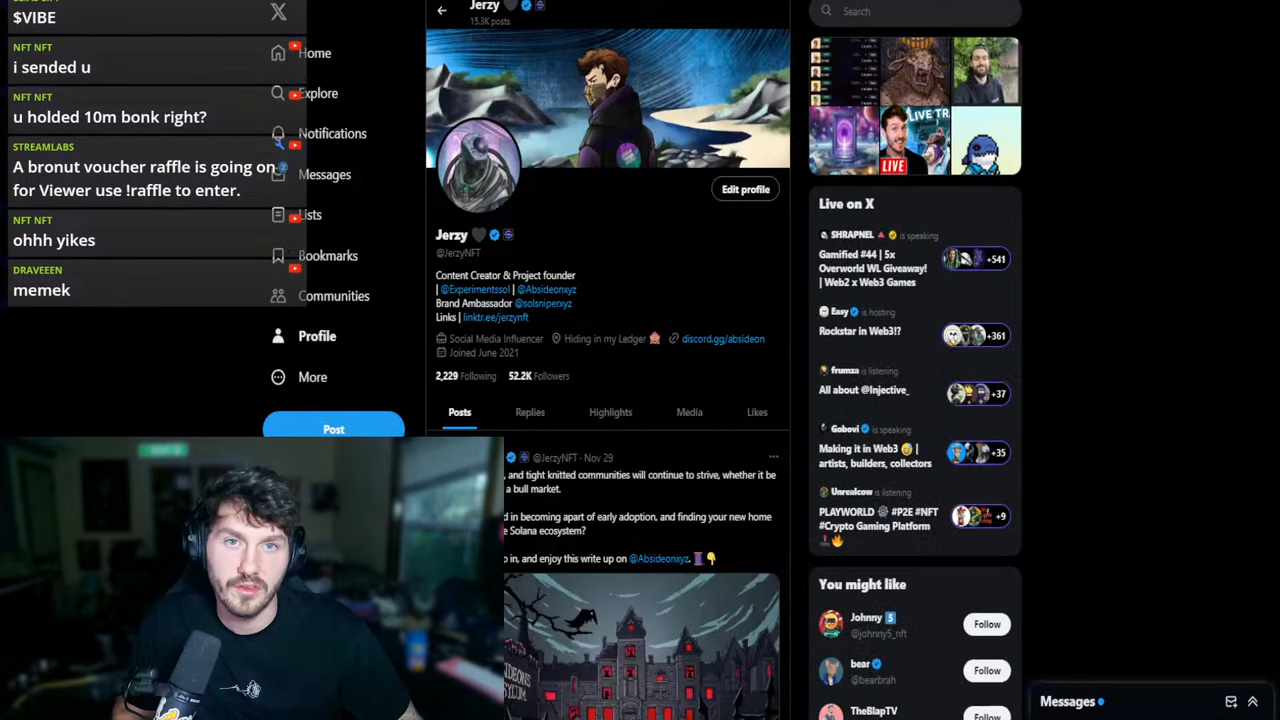 $VIBE
NFT NFT
i sended u
NFT NFT
u holded 10monk right?
STREAMLABS
A kronut voucher raffle is going on
for Viewer use !raffle to enter.
NFT NFT
ohhh yikes
DRAVEEEN
memek
Home
Explore
Notifications
Messages
Lists
Bookmarks
Communities
Profile
More
Post
Jerzy
15.3K posts
Edit profile
Jerzy
@JerzyNFT
Content Creator & Project founder
| @Experimentssol | @Absideonxyz
Brand Ambassador @solsniperxyz
Links | linktr.ee/jerzynft
Social Media Influencer Hiding in my Ledger discord.gg/absideon
Joined June 2021
2,229 Following 52.2K Followers
Posts Replies Highlights Media Likes
@JerzyNFT · Nov 29
, and tight knitted communities will continue to strive, whether it be
a bull market.
d in becoming apart of early adoption, and finding your new home
e Solana ecosystem?
o in, and enjoy this write up on @Absideonxyz.
ASYLUM
Search
LIVE TR
LIVE
Live on X
SHRAPNEL is speaking
Gamified #44 | 5x
Overworld WL Giveaway!
| Web2 x Web3 Games
+541
Easy is hosting
Rockstar in Web3!?
+361
frumza is listening
All about @Injective_
+37
Gobovi is speaking
Making it in Web3 |
artists, builders, collectors
+35
Unrealcow is listening
PLAYWORLD #P2E #NFT
#Crypto Gaming Platform
+9
You might like
Johnny 5
@johnny5_nft
Follow
bear
@bearbrah
Follow
TheBlapTV
Follow
Messages